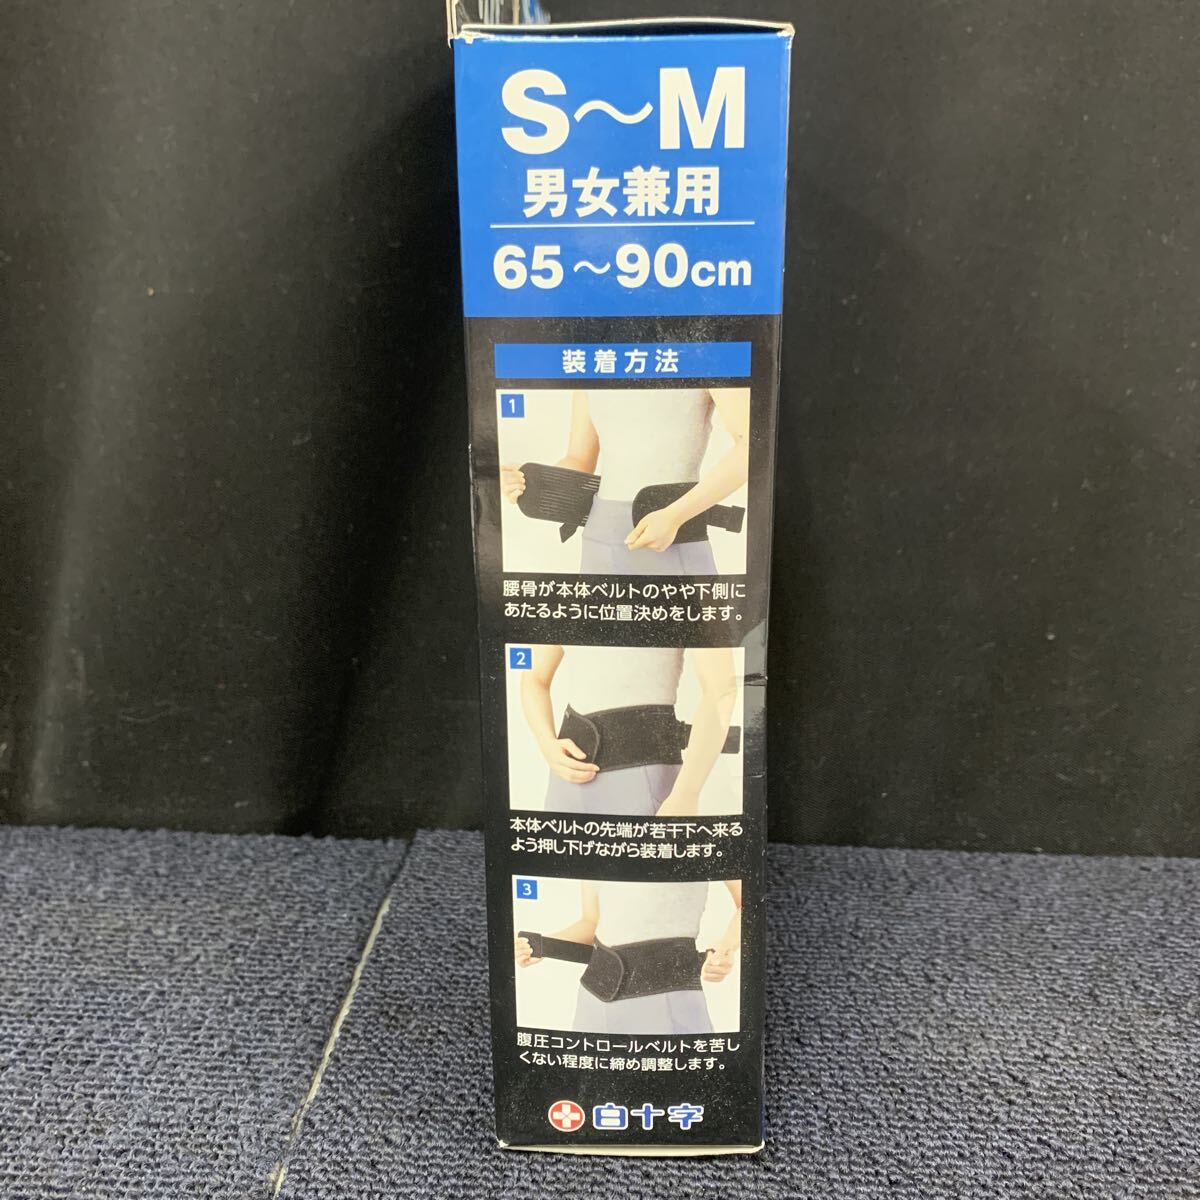 S～M
男女兼用
65～90cm
装着方法
1
腰骨が本体ベルトのやや下側に
あたるように位置決めをします。
2
本体ベルトの先端が若干下へ来る
よう押し下げながら装着します。
3
腹圧コントロールベルトを苦し
くない程度に締め調整します。
白十字